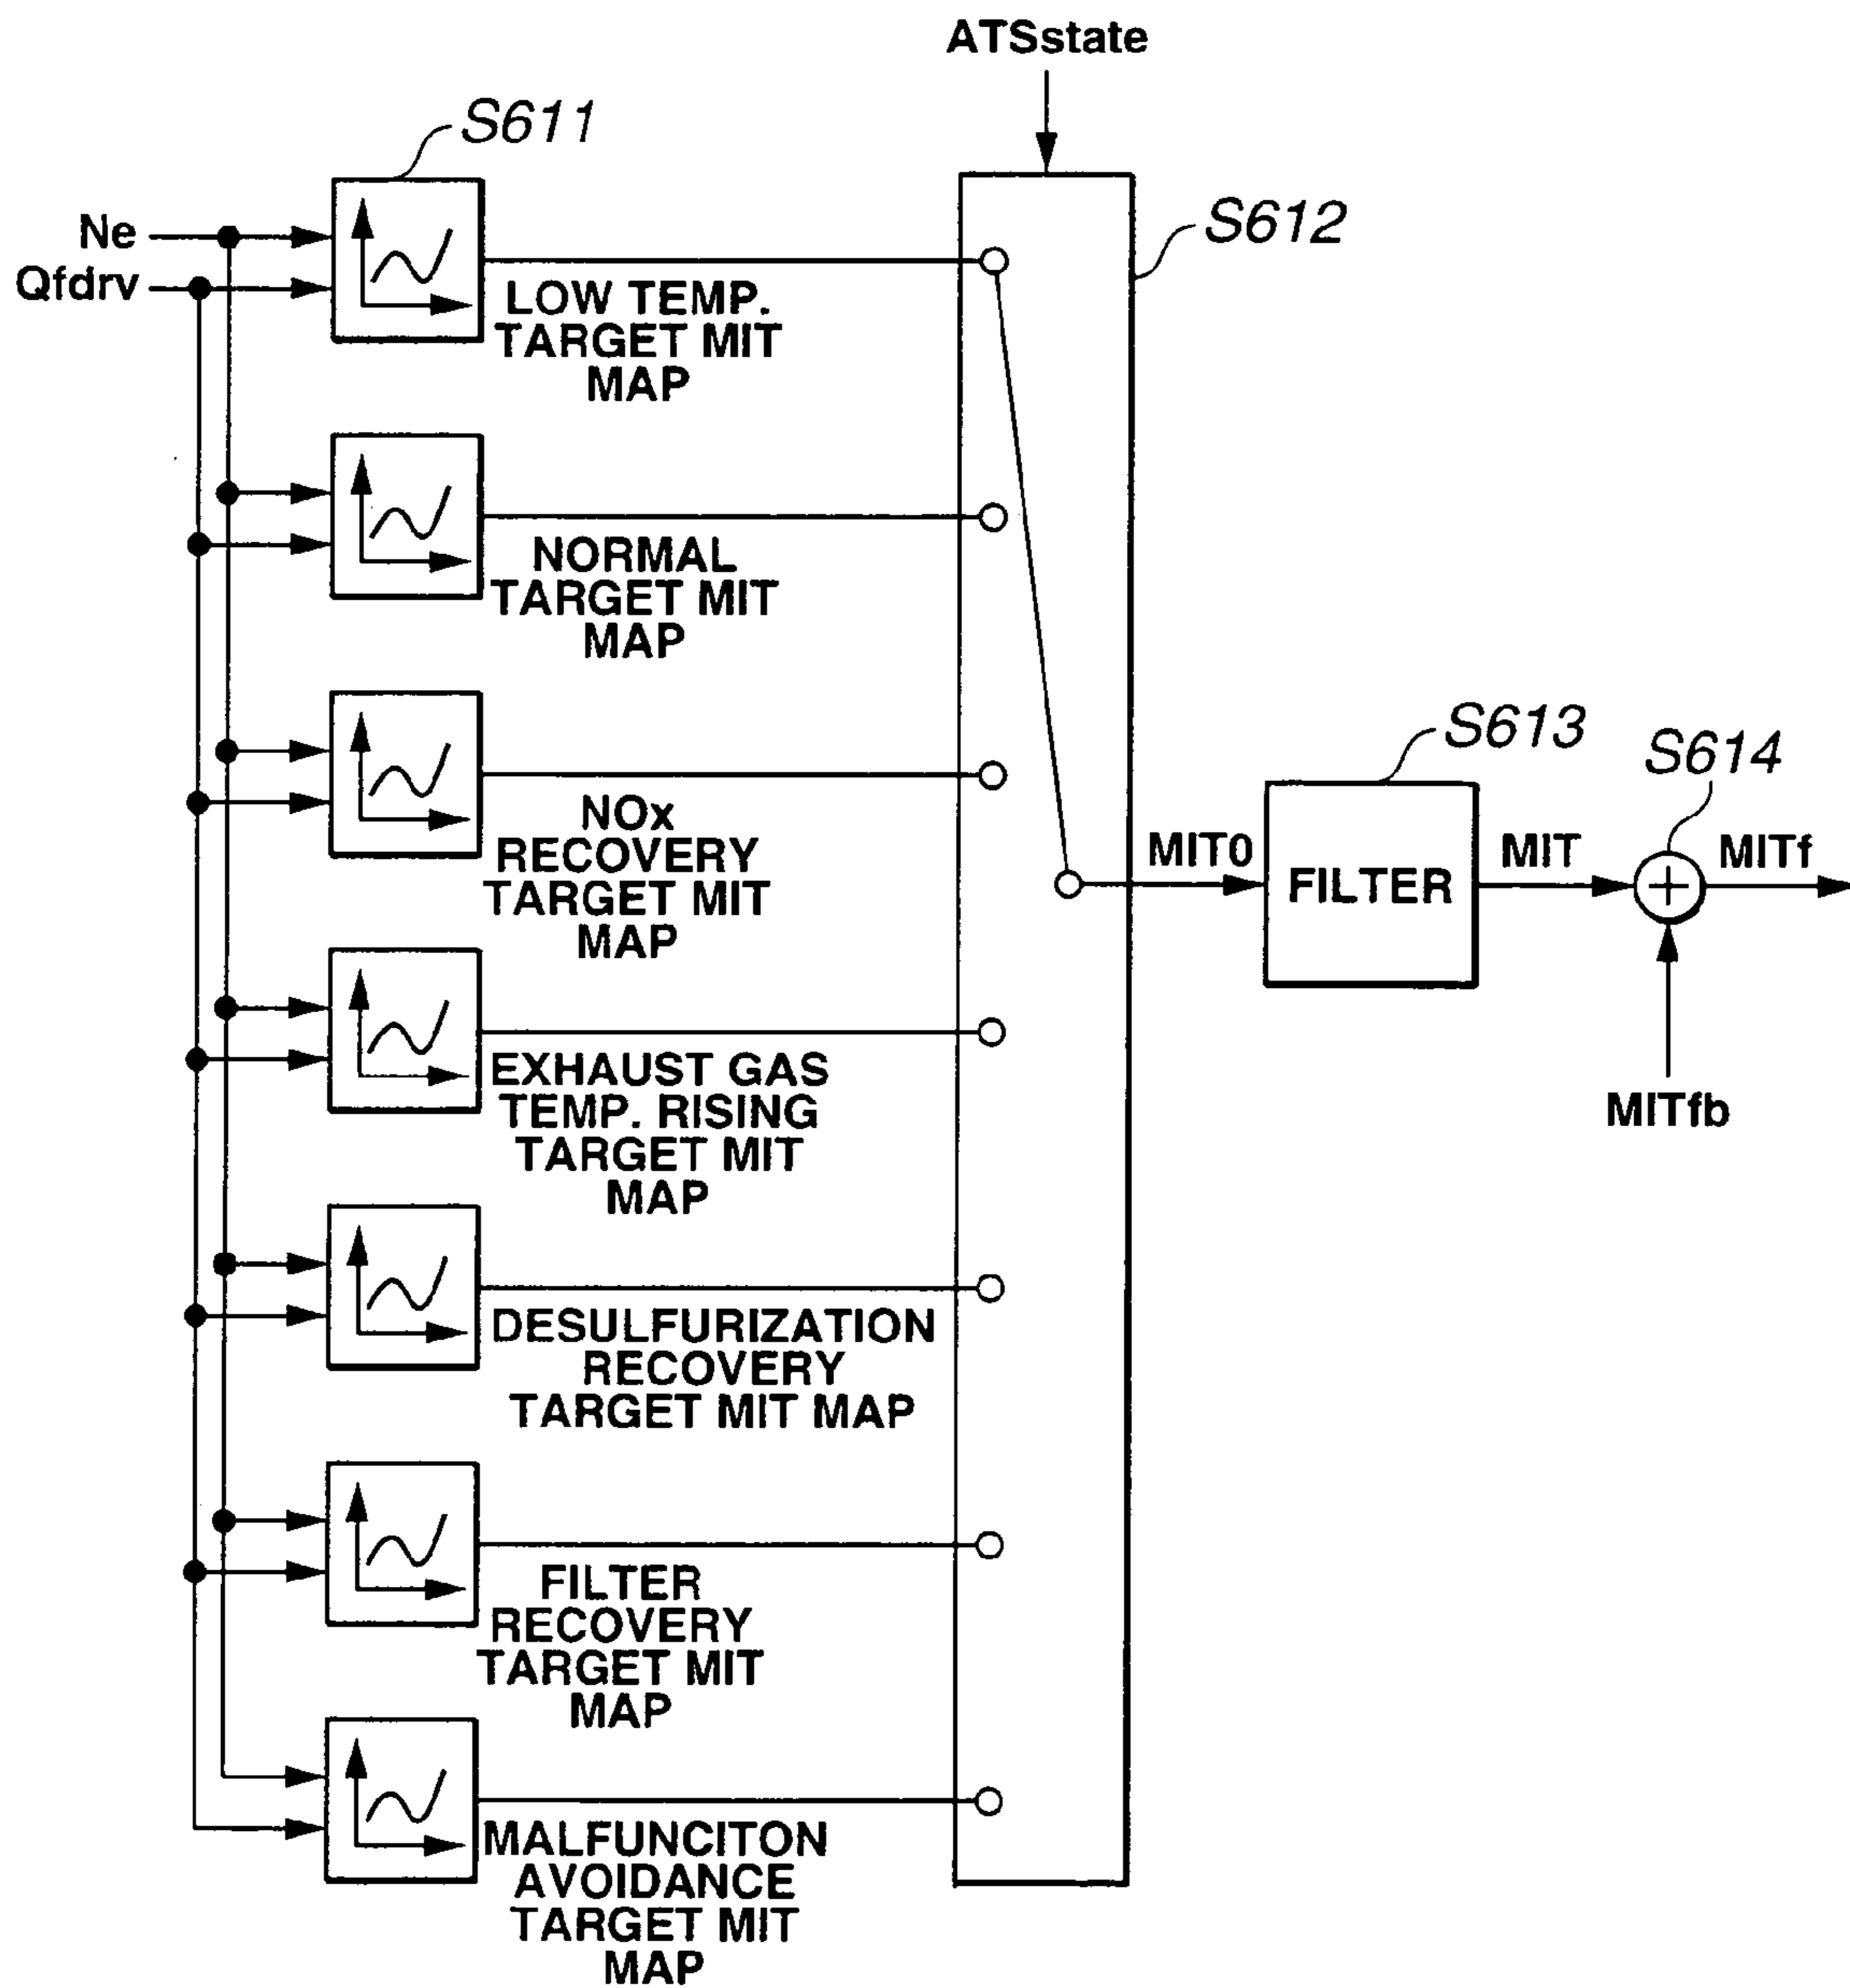 ATSstate
S611
Ne
Qfdrv
S612
LOW TEMP.
TARGET MIT
MAP
NORMAL
TARGET MIT
MAP
NOx
RECOVERY
TARGET MIT
MAP
S613
S614
MIT0
FILTER
MIT
+
MITf
MITfb
EXHAUST GAS
TEMP. RISING
TARGET MIT
MAP
DESULFURIZATION
RECOVERY
TARGET MIT MAP
FILTER
RECOVERY
TARGET MIT
MAP
MALFUNCITON
AVOIDANCE
TARGET MIT
MAP